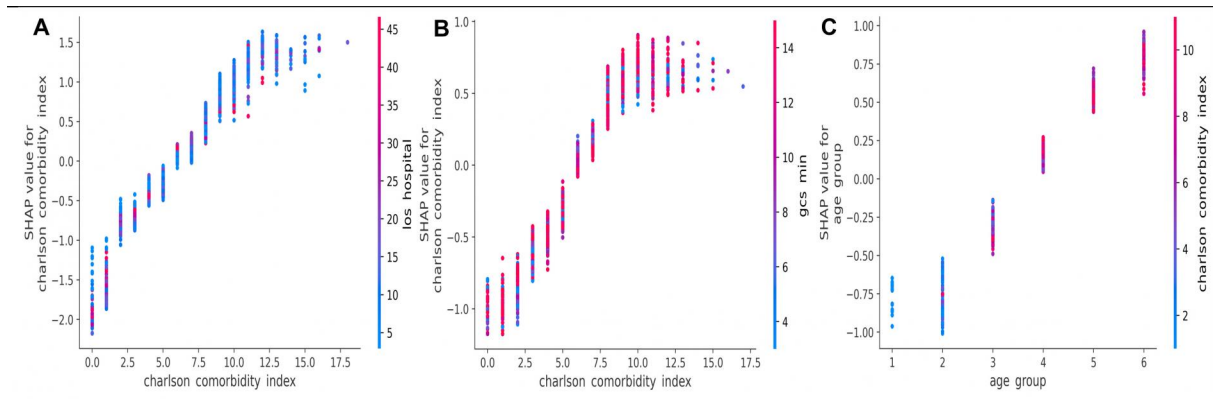 A
SHAP value for
charlson comorbidity index
1.5
1.0
0.5
0.0
−0.5
−1.0
−1.5
−2.0
0.0 2.5 5.0 7.5 10.0 12.5 15.0 17.5
charlson comorbidity index
45
40
35
30
25
20
15
10
5
los hospital
B
SHAP value for
charlson comorbidity index
1.0
0.5
0.0
−0.5
−1.0
0.0 2.5 5.0 7.5 10.0 12.5 15.0 17.5
charlson comorbidity index
14
12
10
8
6
4
gcs min
C
SHAP value for
age group
1.00
0.75
0.50
0.25
0.00
−0.25
−0.50
−0.75
−1.00
1 2 3 4 5 6
age group
10
8
6
4
2
charlson comorbidity index